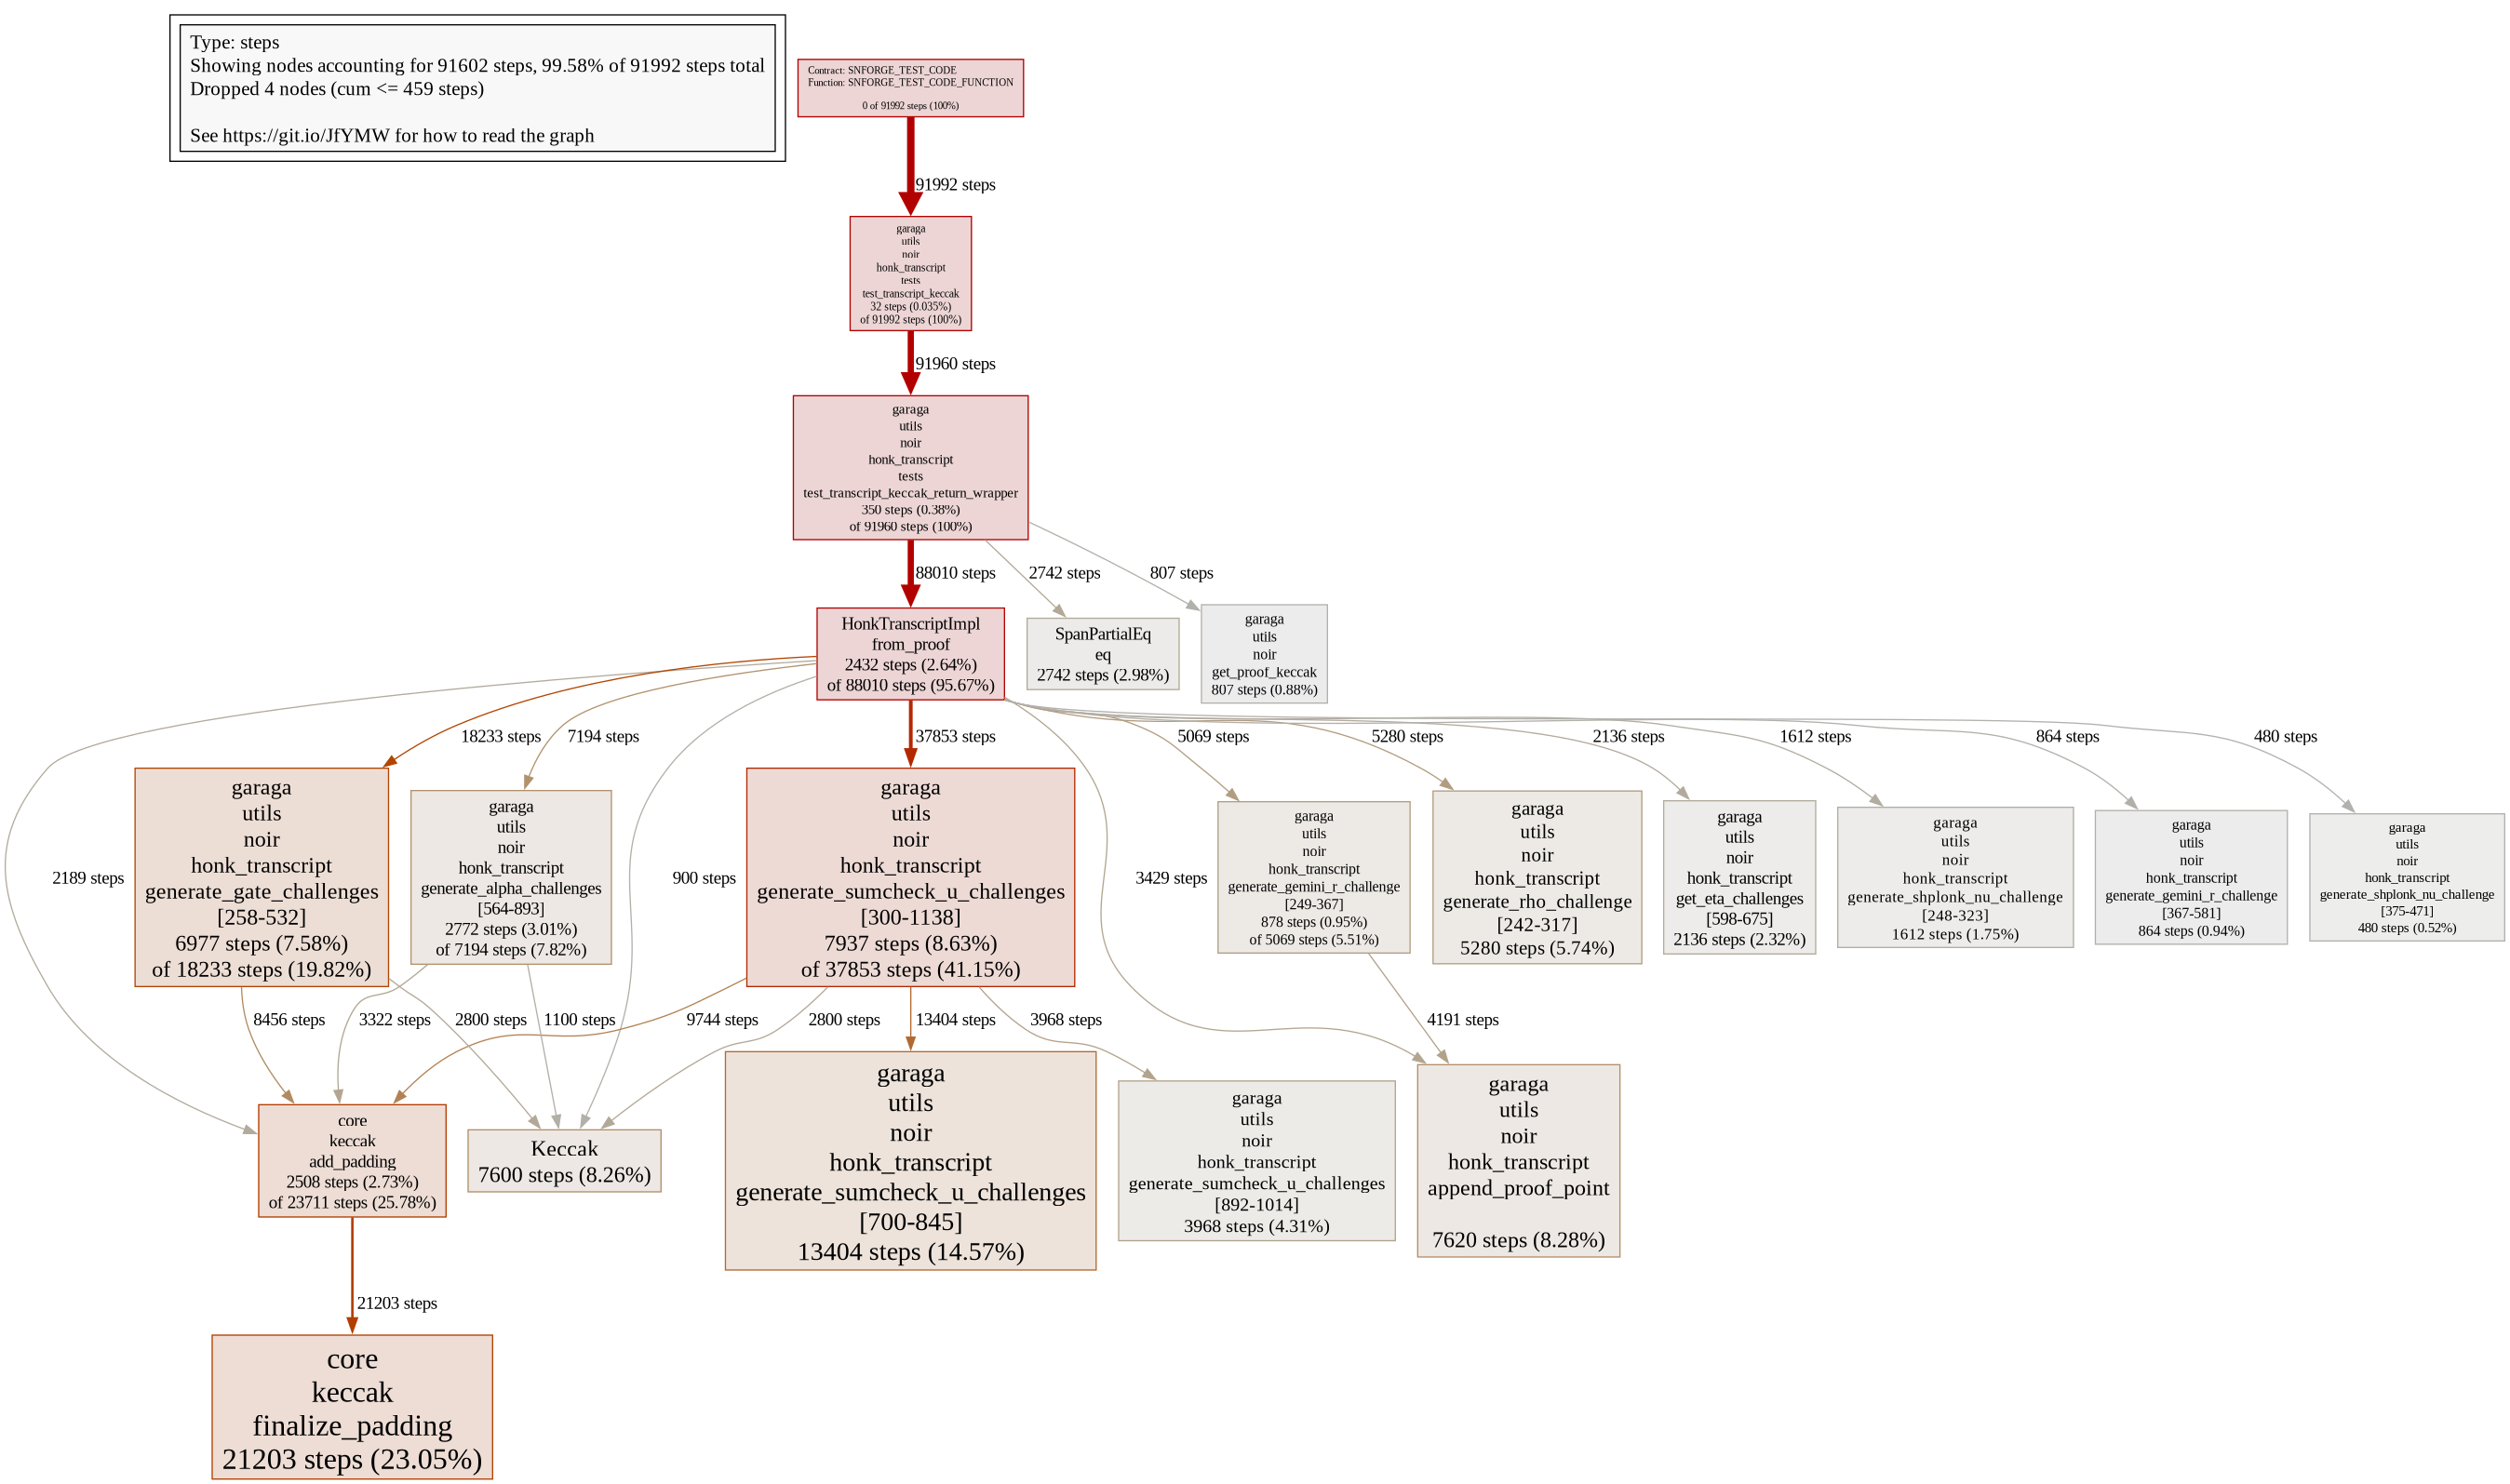 Type: steps
Showing nodes accounting for 91602 steps, 99.58% of 91992 steps total
Dropped 4 nodes (cum <= 459 steps)
See https://git.io/JfYMW for how to read the graph
Contract: SNFORGE_TEST_CODE
Function: SNFORGE_TEST_CODE_FUNCTION
0 of 91992 steps (100%)
91992 steps
garaga
utils
noir
honk_transcript
tests
test_transcript_keccak
32 steps (0.035%)
of 91992 steps (100%)
91960 steps
garaga
utils
noir
honk_transcript
tests
test_transcript_keccak_return_wrapper
350 steps (0.38%)
of 91960 steps (100%)
88010 steps
2742 steps
807 steps
HonkTranscriptImpl
from_proof
2432 steps (2.64%)
of 88010 steps (95.67%)
SpanPartialEq
eq
2742 steps (2.98%)
garaga
utils
noir
get_proof_keccak
807 steps (0.88%)
18233 steps
7194 steps
37853 steps
5069 steps
5280 steps
2136 steps
1612 steps
864 steps
480 steps
2189 steps
garaga
utils
noir
honk_transcript
generate_gate_challenges
[258-532]
6977 steps (7.58%)
of 18233 steps (19.82%)
garaga
utils
noir
honk_transcript
generate_alpha_challenges
[564-893]
2772 steps (3.01%)
of 7194 steps (7.82%)
900 steps
garaga
utils
noir
honk_transcript
generate_sumcheck_u_challenges
[300-1138]
7937 steps (8.63%)
of 37853 steps (41.15%)
3429 steps
garaga
utils
noir
honk_transcript
generate_gemini_r_challenge
[249-367]
878 steps (0.95%)
of 5069 steps (5.51%)
garaga
utils
noir
honk_transcript
generate_rho_challenge
[242-317]
5280 steps (5.74%)
garaga
utils
noir
honk_transcript
get_eta_challenges
[598-675]
2136 steps (2.32%)
garaga
utils
noir
honk_transcript
generate_shplonk_nu_challenge
[248-323]
1612 steps (1.75%)
garaga
utils
noir
honk_transcript
generate_gemini_r_challenge
[367-581]
864 steps (0.94%)
garaga
utils
noir
honk_transcript
generate_shplonk_nu_challenge
[375-471]
480 steps (0.52%)
8456 steps
3322 steps
2800 steps
1100 steps
9744 steps
2800 steps
13404 steps
3968 steps
4191 steps
core
keccak
add_padding
2508 steps (2.73%)
of 23711 steps (25.78%)
Keccak
7600 steps (8.26%)
garaga
utils
noir
honk_transcript
generate_sumcheck_u_challenges
[700-845]
13404 steps (14.57%)
garaga
utils
noir
honk_transcript
generate_sumcheck_u_challenges
[892-1014]
3968 steps (4.31%)
garaga
utils
noir
honk_transcript
append_proof_point
7620 steps (8.28%)
21203 steps
core
keccak
finalize_padding
21203 steps (23.05%)